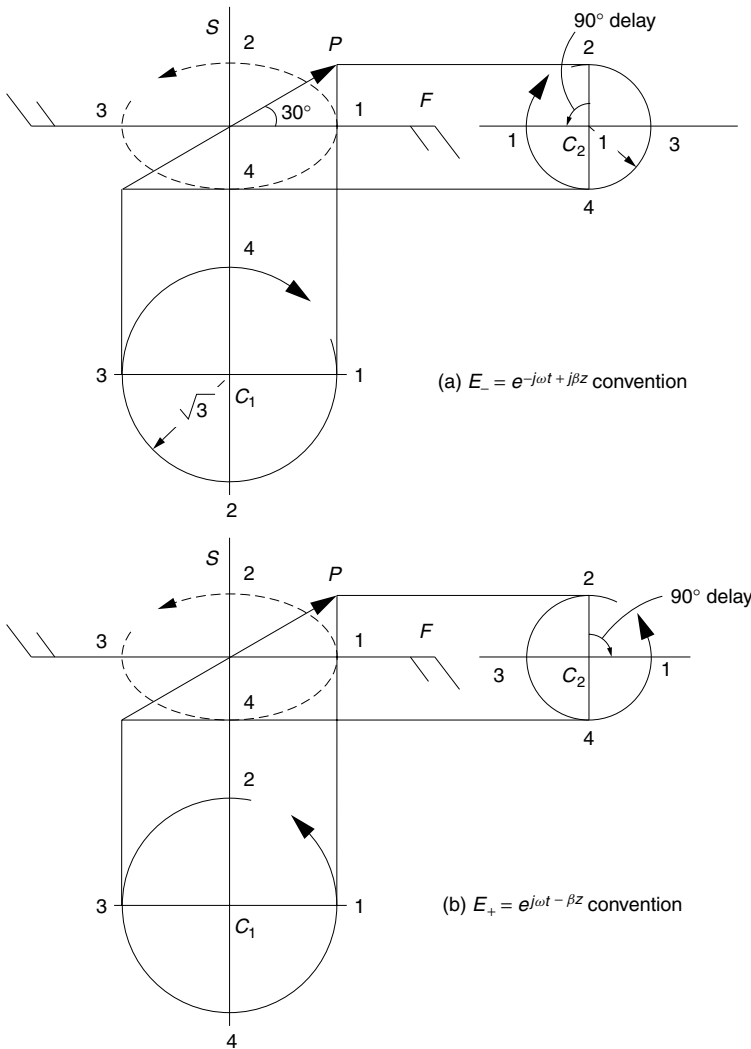 90° delay
S
2
P
2
3
1
F
30°
1
C₂
1
3
4
4
4
3
1
C₁
√3
(a) E₋ = e^{−jωt + jβz} convention
2
S
2
P
2
90° delay
3
1
F
3
C₂
1
4
4
2
3
1
C₁
(b) E₊ = e^{jωt − βz} convention
4